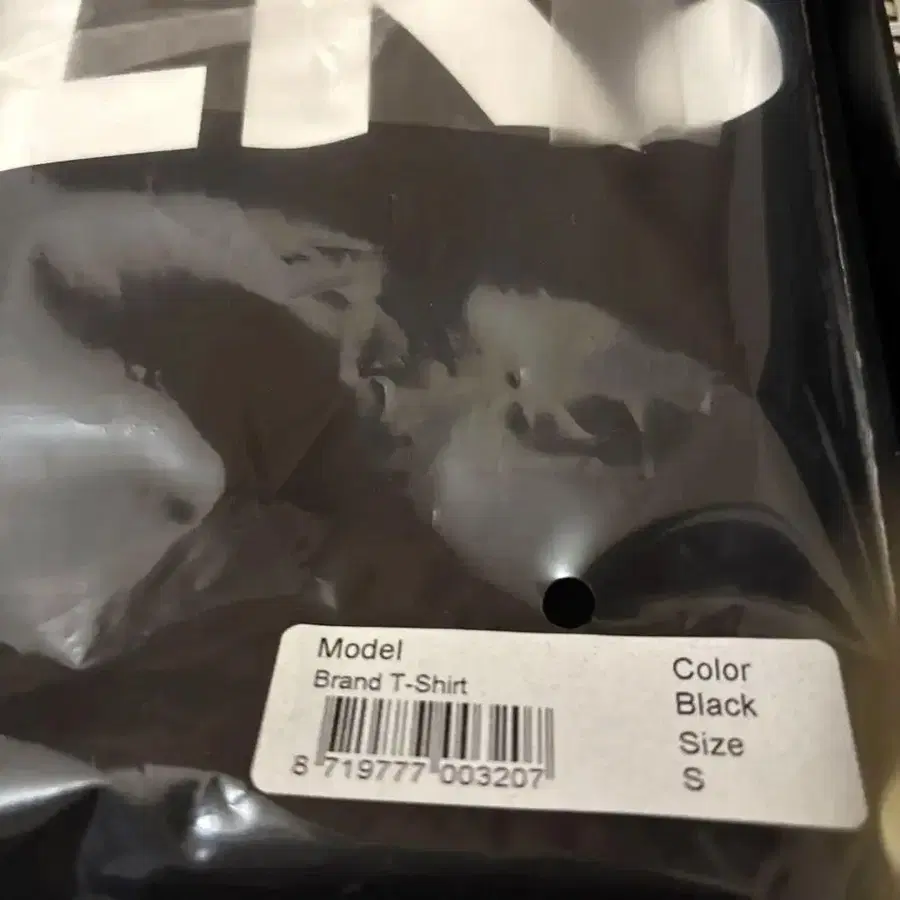 Model
Brand T-Shirt
8 719777 003207
Color
Black
Size
S